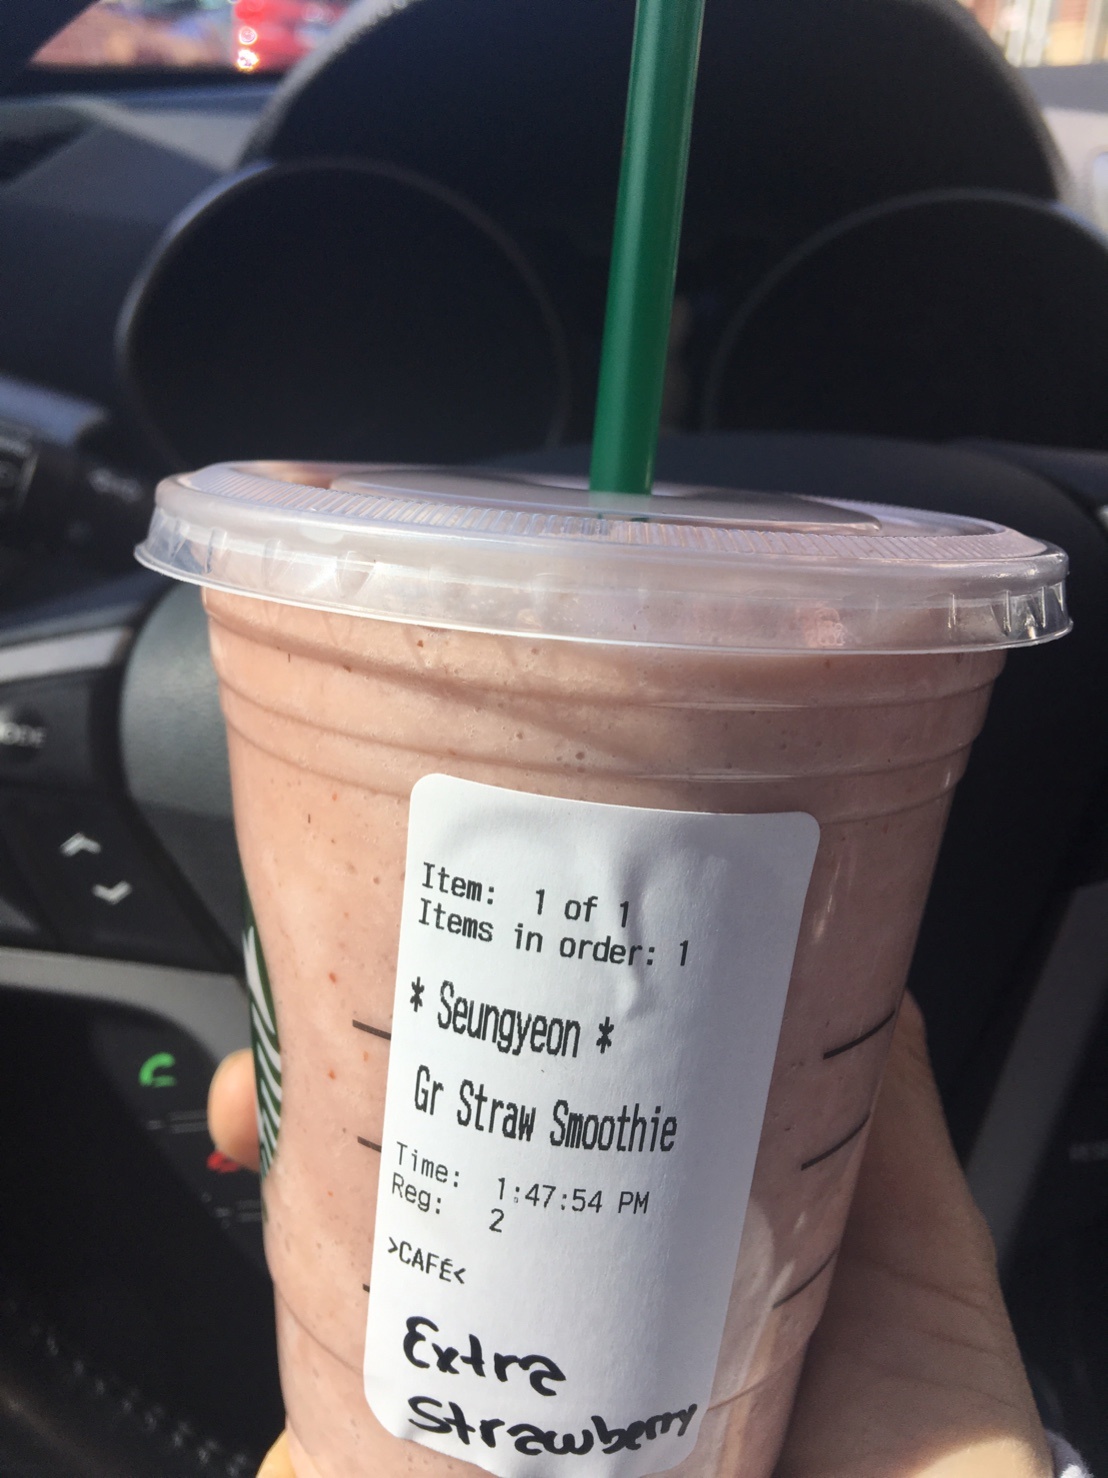 Item: 1 of 1
Items in order: 1
* Seungyeon *
Gr Straw Smoothie
Time: 1:47:54 PM
Reg: 2
>CAFÉ<
Extra
Strawberry